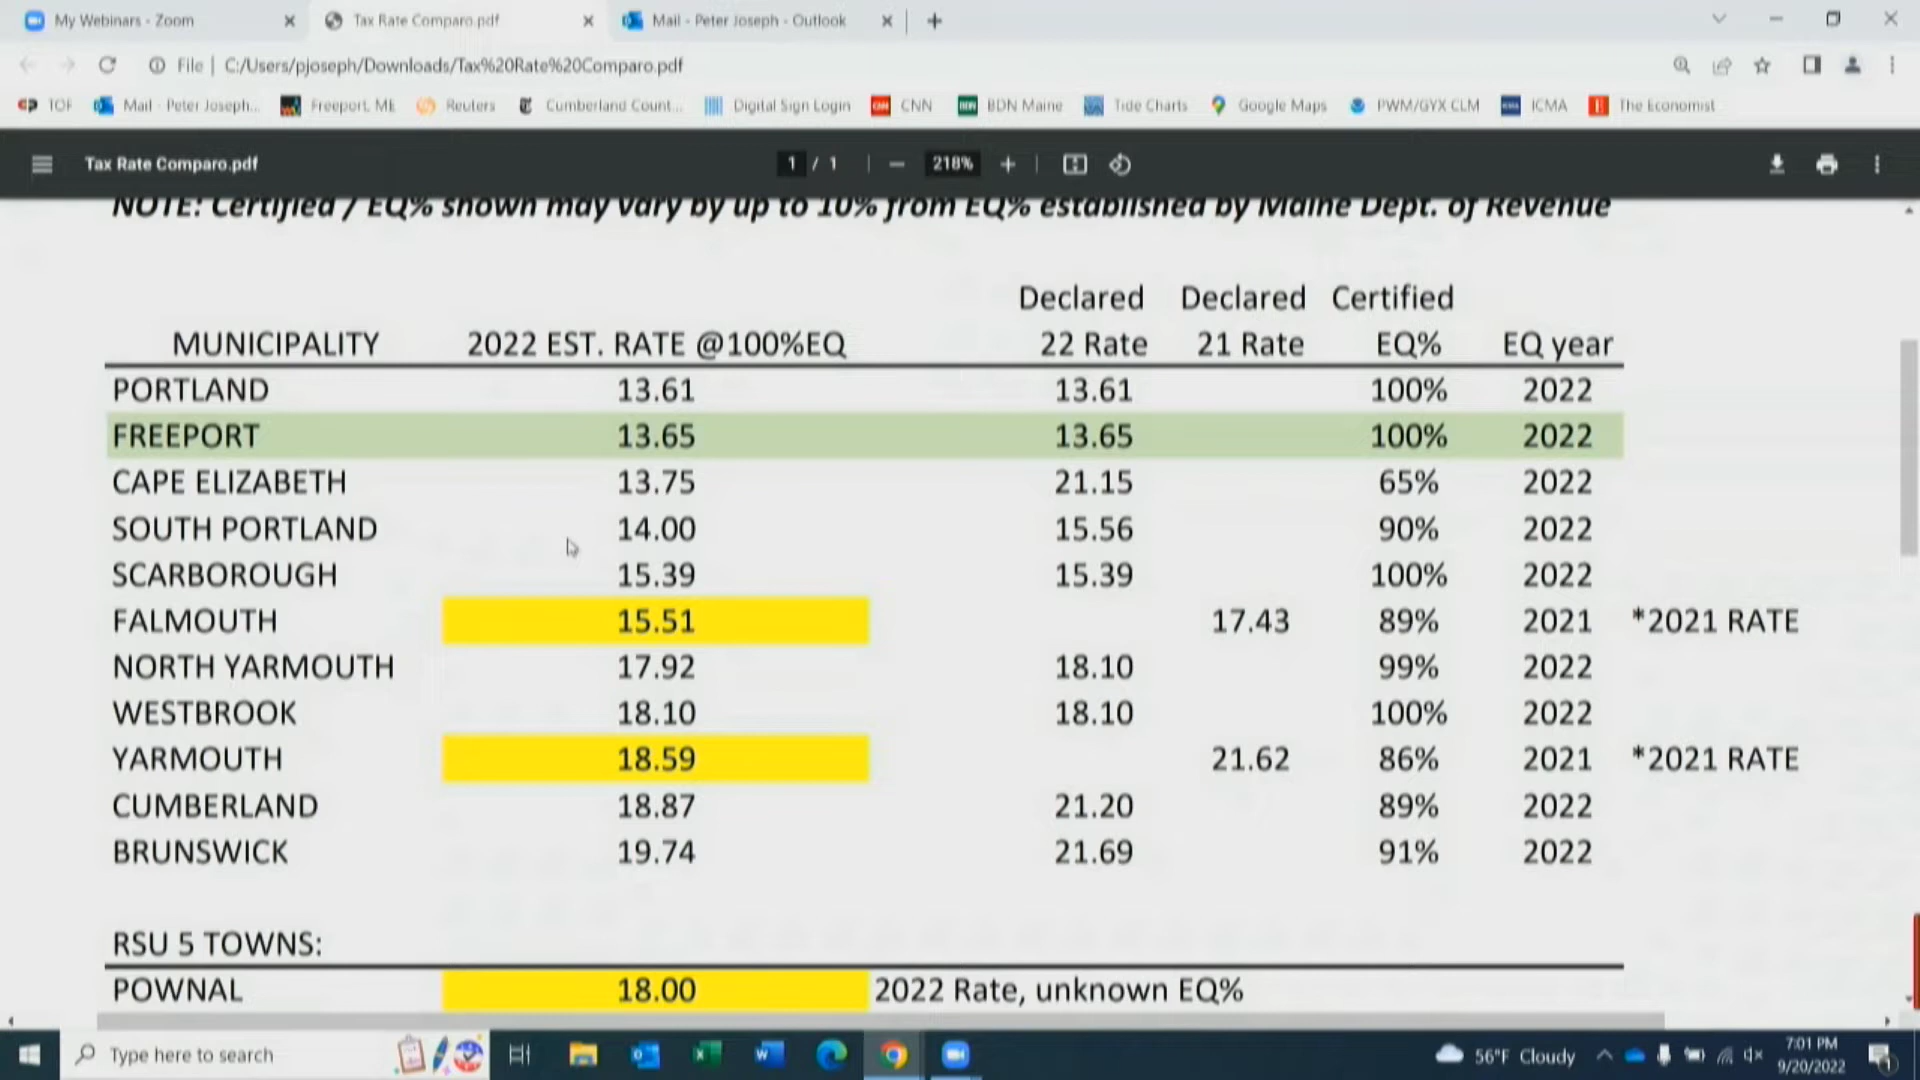 My Webinars - Zoom
Tax Rate Comparo.pdf
Mail - Peter Joseph - Outlook
File | C:/Users/pjoseph/Downloads/Tax%20Rate%20Comparo.pdf
TOF Mail - Peter Joseph... Freeport, ME Reuters Cumberland Count... Digital Sign Login CNN BDN Maine Tide Charts Google Maps PWM/GYX CLM ICMA The Economist
Tax Rate Comparo.pdf 1 / 1 218%
NOTE: Certified / EQ% shown may vary by up to 10% from EQ% established by Maine Dept. of Revenue
Declared Declared Certified
MUNICIPALITY 2022 EST. RATE @100%EQ 22 Rate 21 Rate EQ% EQ year
PORTLAND 13.61 13.61 100% 2022
FREEPORT 13.65 13.65 100% 2022
CAPE ELIZABETH 13.75 21.15 65% 2022
SOUTH PORTLAND 14.00 15.56 90% 2022
SCARBOROUGH 15.39 15.39 100% 2022
FALMOUTH 15.51 17.43 89% 2021 *2021 RATE
NORTH YARMOUTH 17.92 18.10 99% 2022
WESTBROOK 18.10 18.10 100% 2022
YARMOUTH 18.59 21.62 86% 2021 *2021 RATE
CUMBERLAND 18.87 21.20 89% 2022
BRUNSWICK 19.74 21.69 91% 2022
RSU 5 TOWNS:
POWNAL 18.00 2022 Rate, unknown EQ%
Type here to search
56°F Cloudy
7:01 PM
9/20/2022